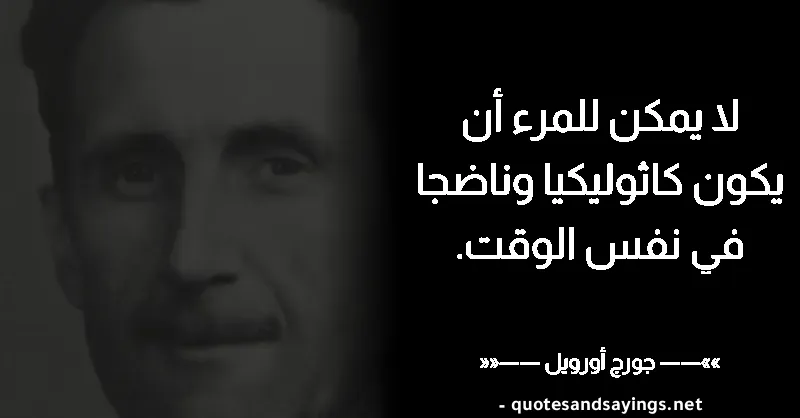 لا يمكن للمرء أن
يكون كاثوليكيا وناضجا
في نفس الوقت.
»»—— جورج أورويل ——««
- quotesandsayings.net